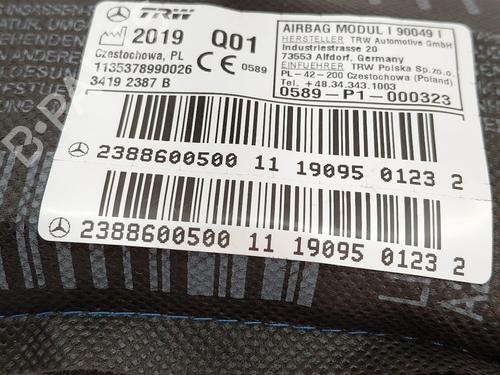 TRW
2019 Q01
Czestochowa, PL
1135378990026
3419 2387 B
CE 0589
AIRBAG MODUL I 90049 I
HERSTELLER TRW Automotive GmbH
Industriestrasse 20
73553 Alfdorf, Germany
EINFUEHRER TRW Polska Sp.zo.o
PL-42-200 Czestochowa (Poland)
Tel +48.34.343.1003
0589-P1-000323
2388600500 11 19095 0123 2
2388600500 11 19095 0123 2